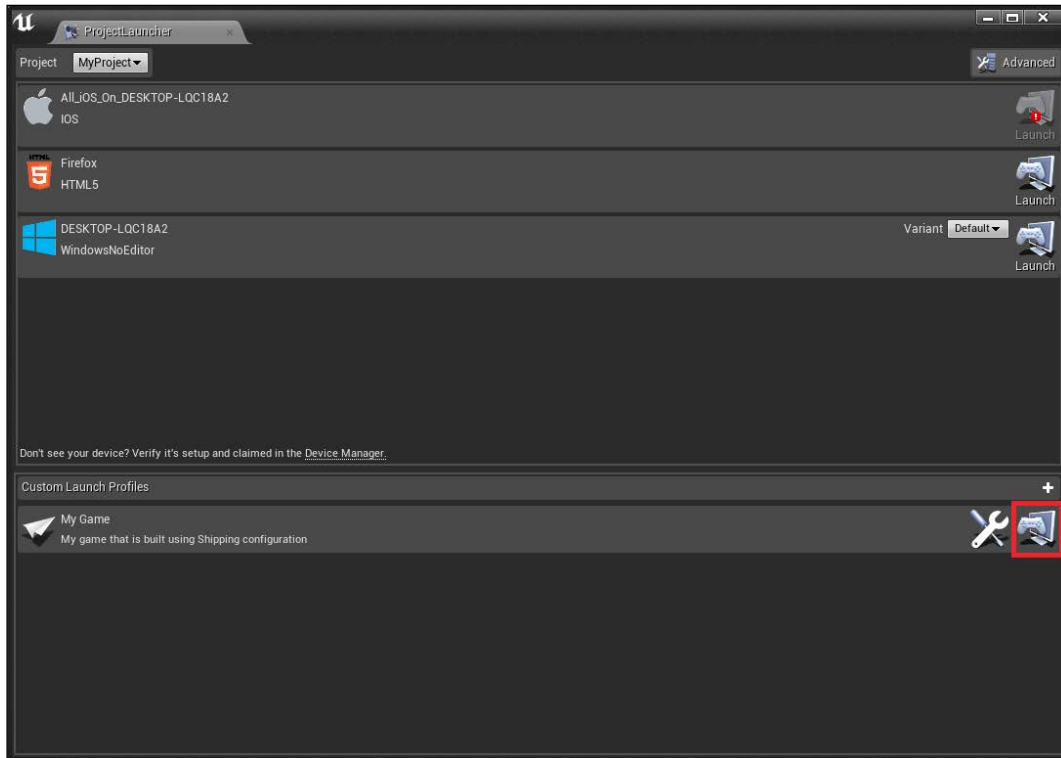 ProjectLauncher
Project MyProject Advanced
All_iOS_On_DESKTOP-LQC18A2
IOS
Launch
HTML
5
Firefox
HTML5
Launch
DESKTOP-LQC18A2
WindowsNoEditor
Variant Default
Launch
Don't see your device? Verify it's setup and claimed in the Device Manager.
Custom Launch Profiles
My Game
My game that is built using Shipping configuration